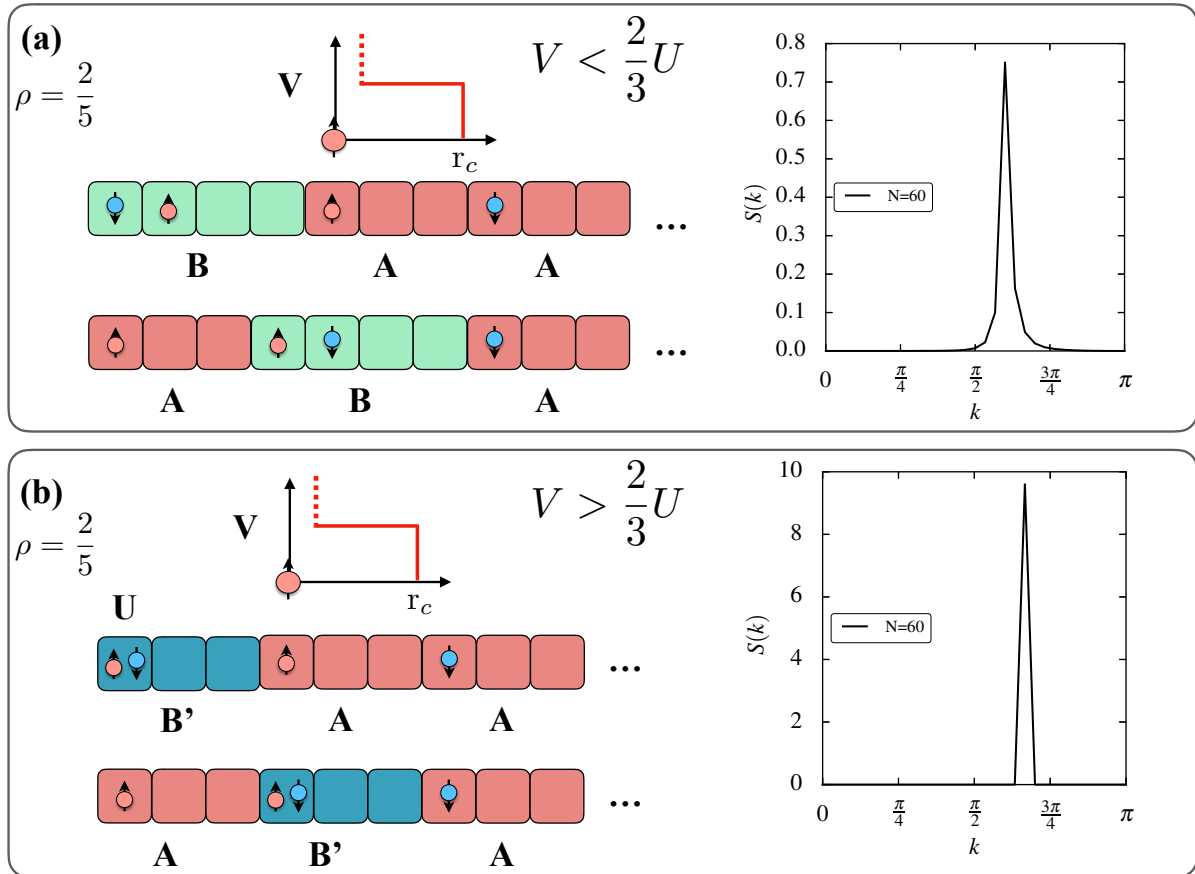 (a)
ρ = 2/5
V
r_c
V < 2/3 U
B A A
...
A B A
...
S(k)
0.8
0.7
0.6
0.5
0.4
0.3
0.2
0.1
0.0
N=60
0 π/4 π/2 3π/4 π
k
(b)
ρ = 2/5
V
r_c
V > 2/3 U
U
B’ A A
...
A B’ A
...
S(k)
10
8
6
4
2
0
N=60
0 π/4 π/2 3π/4 π
k